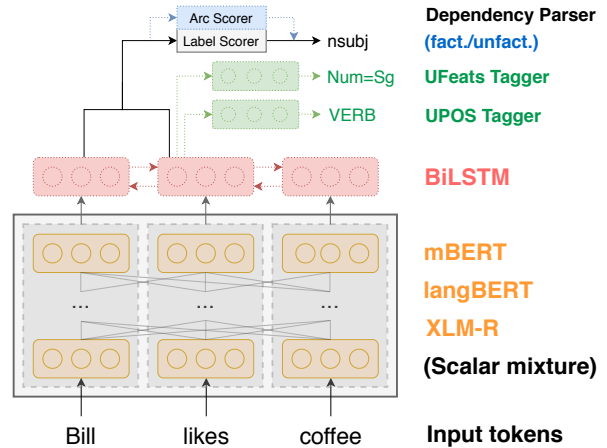 Arc Scorer
Dependency Parser
Label Scorer
nsubj
(fact./unfact.)
Num=Sg
UFeats Tagger
VERB
UPOS Tagger
BiLSTM
mBERT
langBERT
... ... ...
XLM-R
(Scalar mixture)
Bill likes coffee
Input tokens